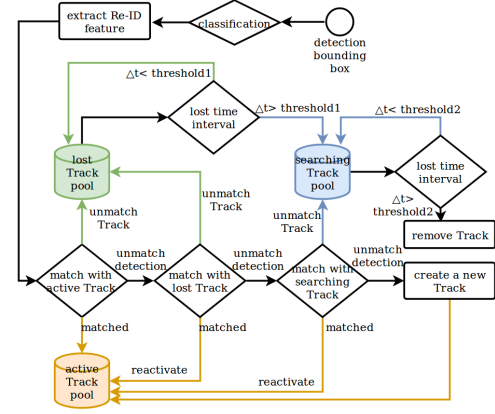 extract Re-ID
feature
classification
detection
bounding
box
△t< threshold1
lost time
interval
△t> threshold1
△t< threshold2
lost
Track
pool
searching
Track
pool
lost time
interval
△t>
threshold2
remove Track
unmatch
Track
unmatch
Track
unmatch
Track
match with
active Track
unmatch
detection
match with
lost Track
unmatch
detection
match with
searching
Track
unmatch
detection
create a new
Track
matched
matched
matched
active
Track
pool
reactivate
reactivate